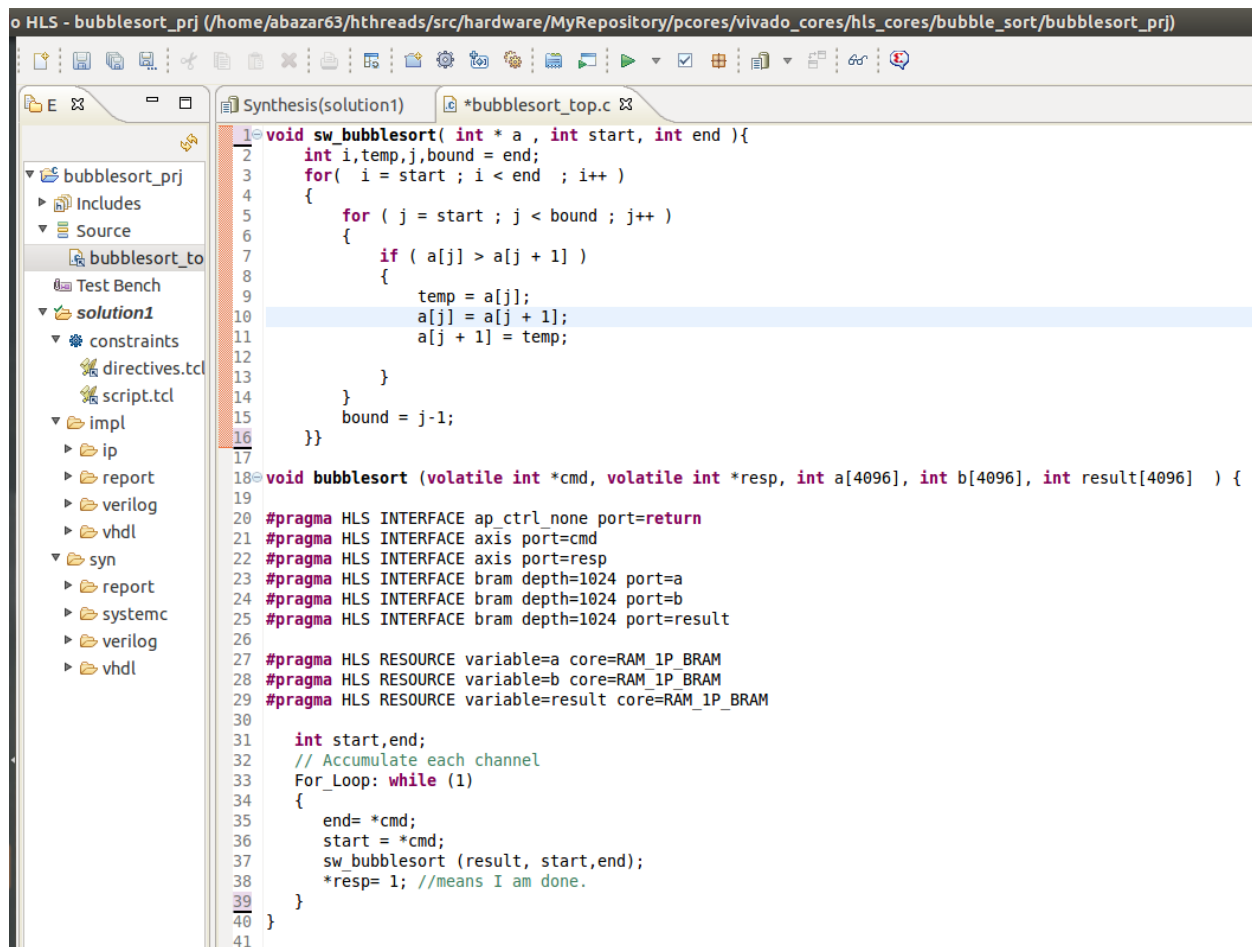 o HLS - bubblesort_prj (/home/abazar63/hthreads/src/hardware/MyRepository/pcores/vivado_cores/hls_cores/bubble_sort/bubblesort_prj)
E
bubblesort_prj
Includes
Source
bubblesort_to
Test Bench
solution1
constraints
directives.tcl
script.tcl
impl
ip
report
verilog
vhdl
syn
report
systemc
verilog
vhdl
Synthesis(solution1) *bubblesort_top.c
1 void sw_bubblesort( int * a , int start, int end ){
2     int i,temp,j,bound = end;
3     for(  i = start ; i < end  ; i++ )
4     {
5         for ( j = start ; j < bound ; j++ )
6         {
7             if ( a[j] > a[j + 1] )
8             {
9                 temp = a[j];
10                 a[j] = a[j + 1];
11                 a[j + 1] = temp;
12
13             }
14         }
15         bound = j-1;
16     }}
17
18 void bubblesort (volatile int *cmd, volatile int *resp, int a[4096], int b[4096], int result[4096]  ) {
19
20 #pragma HLS INTERFACE ap_ctrl_none port=return
21 #pragma HLS INTERFACE axis port=cmd
22 #pragma HLS INTERFACE axis port=resp
23 #pragma HLS INTERFACE bram depth=1024 port=a
24 #pragma HLS INTERFACE bram depth=1024 port=b
25 #pragma HLS INTERFACE bram depth=1024 port=result
26
27 #pragma HLS RESOURCE variable=a core=RAM_1P_BRAM
28 #pragma HLS RESOURCE variable=b core=RAM_1P_BRAM
29 #pragma HLS RESOURCE variable=result core=RAM_1P_BRAM
30
31    int start,end;
32    // Accumulate each channel
33    For_Loop: while (1)
34    {
35       end= *cmd;
36       start = *cmd;
37       sw_bubblesort (result, start,end);
38       *resp= 1; //means I am done.
39    }
40 }
41